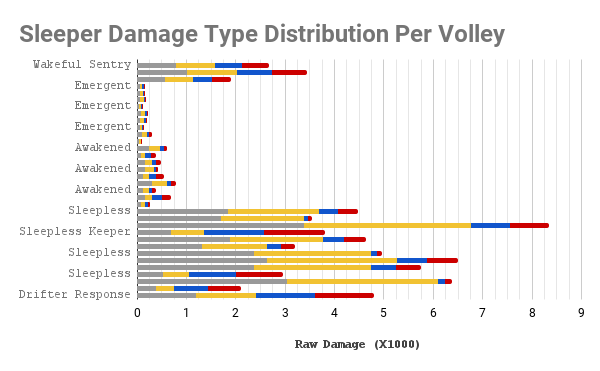 Sleeper Damage Type Distribution Per Volley
Wakeful Sentry
Emergent
Emergent
Emergent
Awakened
Awakened
Awakened
Sleepless
Sleepless Keeper
Sleepless
Sleepless
Drifter Response
0 1 2 3 4 5 6 7 8 9
Raw Damage (X1000)